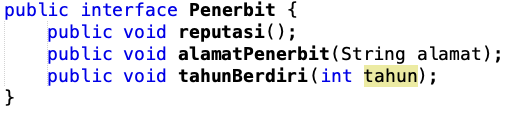 public interface Penerbit {
    public void reputasi();
    public void alamatPenerbit(String alamat);
    public void tahunBerdiri(int tahun);
}